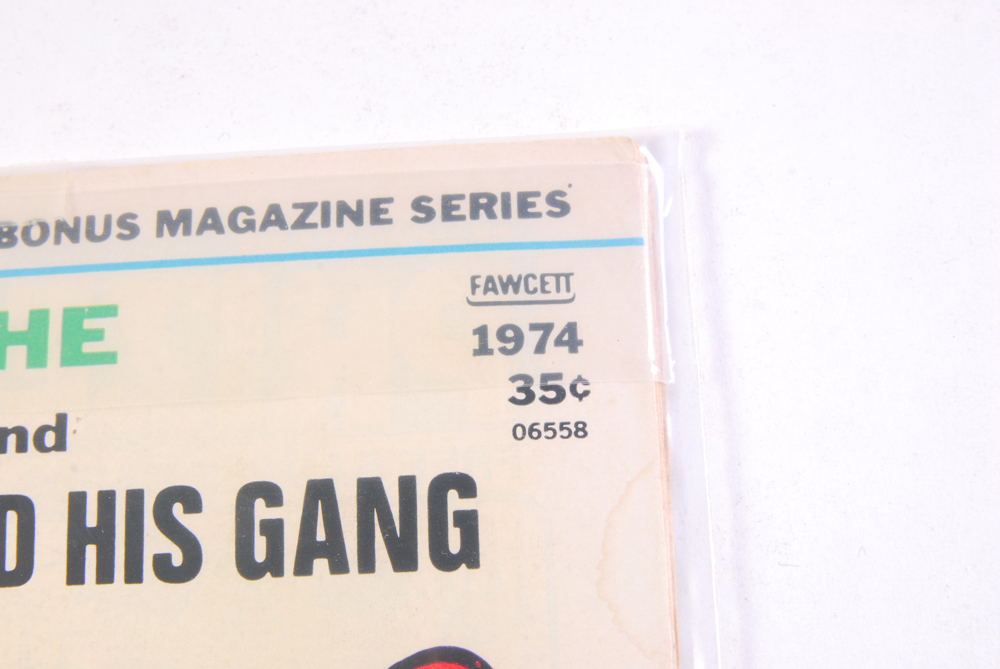 BONUS MAGAZINE SERIES
FAWCETT
HE
1974
35¢
06558
nd
D HIS GANG